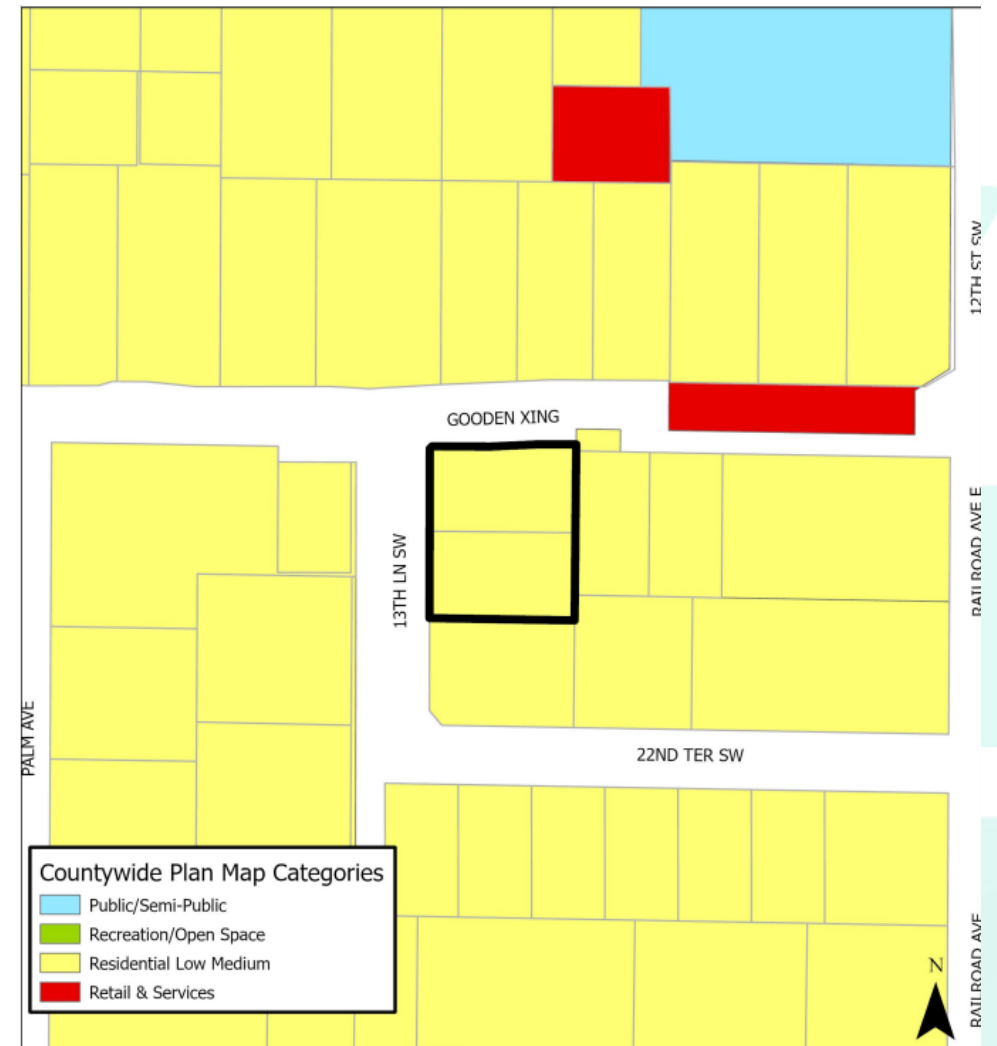 12TH ST SW
GOODEN XING
13TH LN SW
RAILROAD AVE E
PALM AVE
22ND TER SW
Countywide Plan Map Categories
Public/Semi-Public
Recreation/Open Space
Residential Low Medium
Retail & Services
N
RAILROAD AVE